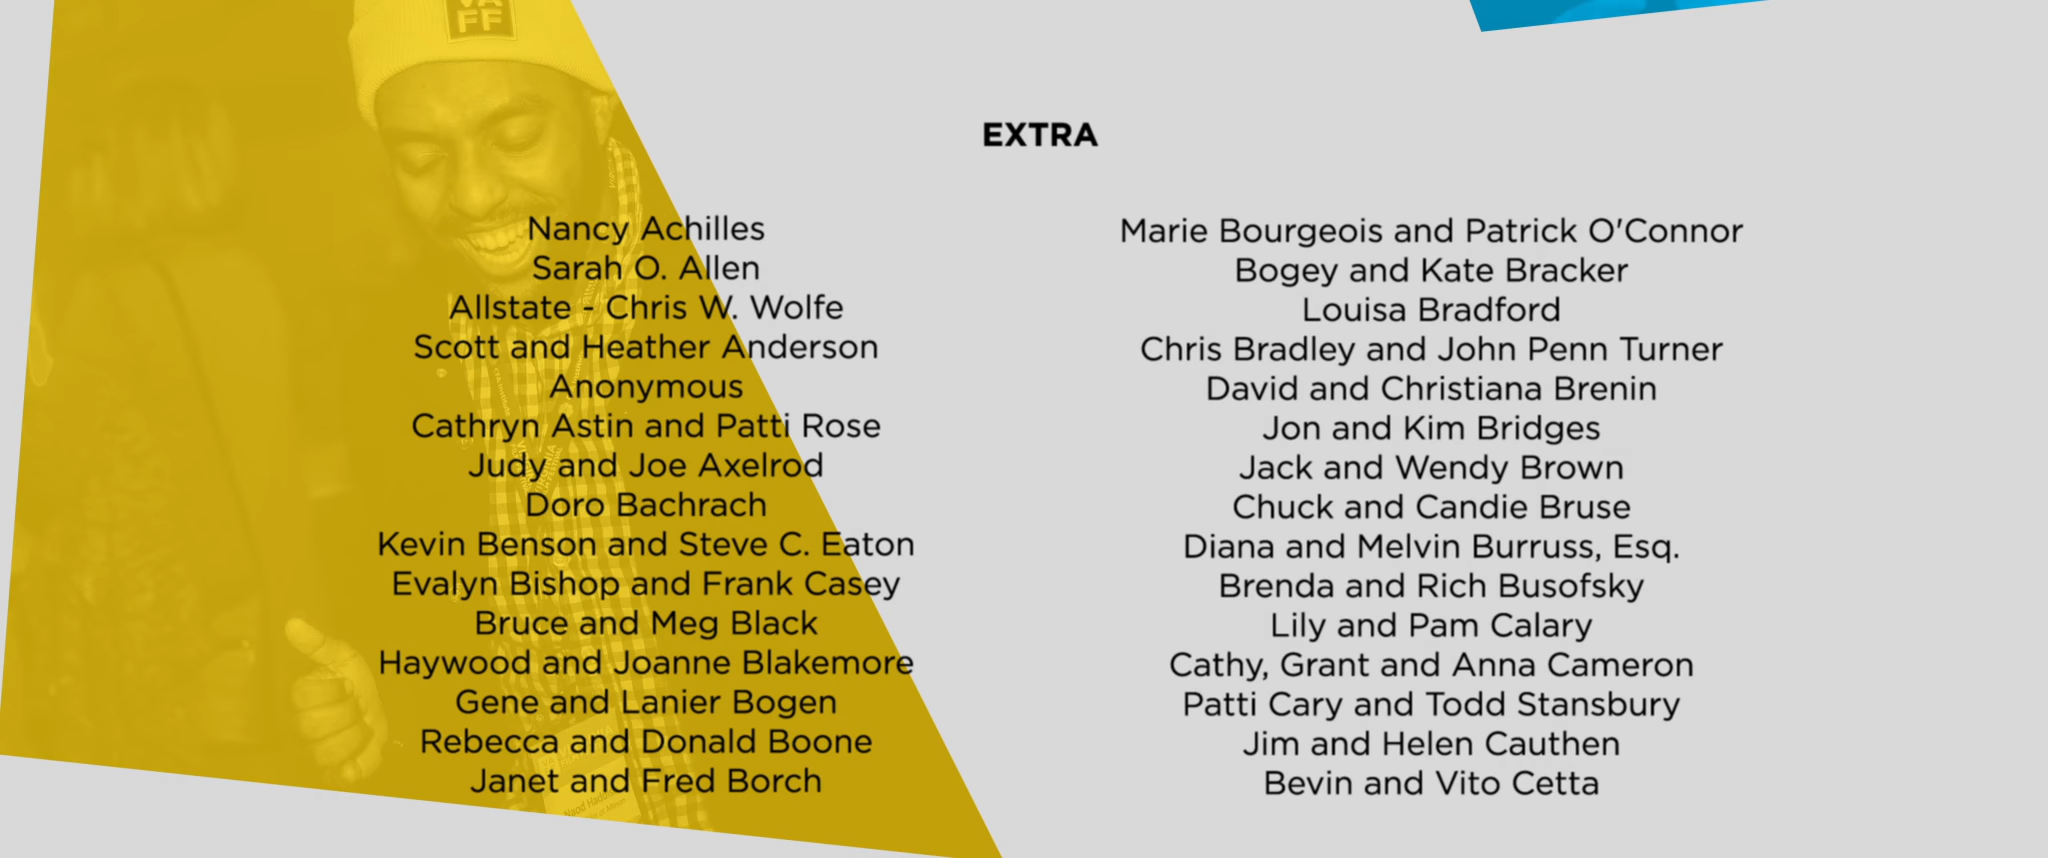 VA
FF
EXTRA
Nancy Achilles
Sarah O. Allen
Allstate - Chris W. Wolfe
Scott and Heather Anderson
Anonymous
Cathryn Astin and Patti Rose
Judy and Joe Axelrod
Doro Bachrach
Kevin Benson and Steve C. Eaton
Evalyn Bishop and Frank Casey
Bruce and Meg Black
Haywood and Joanne Blakemore
Gene and Lanier Bogen
Rebecca and Donald Boone
Janet and Fred Borch
Marie Bourgeois and Patrick O'Connor
Bogey and Kate Bracker
Louisa Bradford
Chris Bradley and John Penn Turner
David and Christiana Brenin
Jon and Kim Bridges
Jack and Wendy Brown
Chuck and Candie Bruse
Diana and Melvin Burruss, Esq.
Brenda and Rich Busofsky
Lily and Pam Calary
Cathy, Grant and Anna Cameron
Patti Cary and Todd Stansbury
Jim and Helen Cauthen
Bevin and Vito Cetta